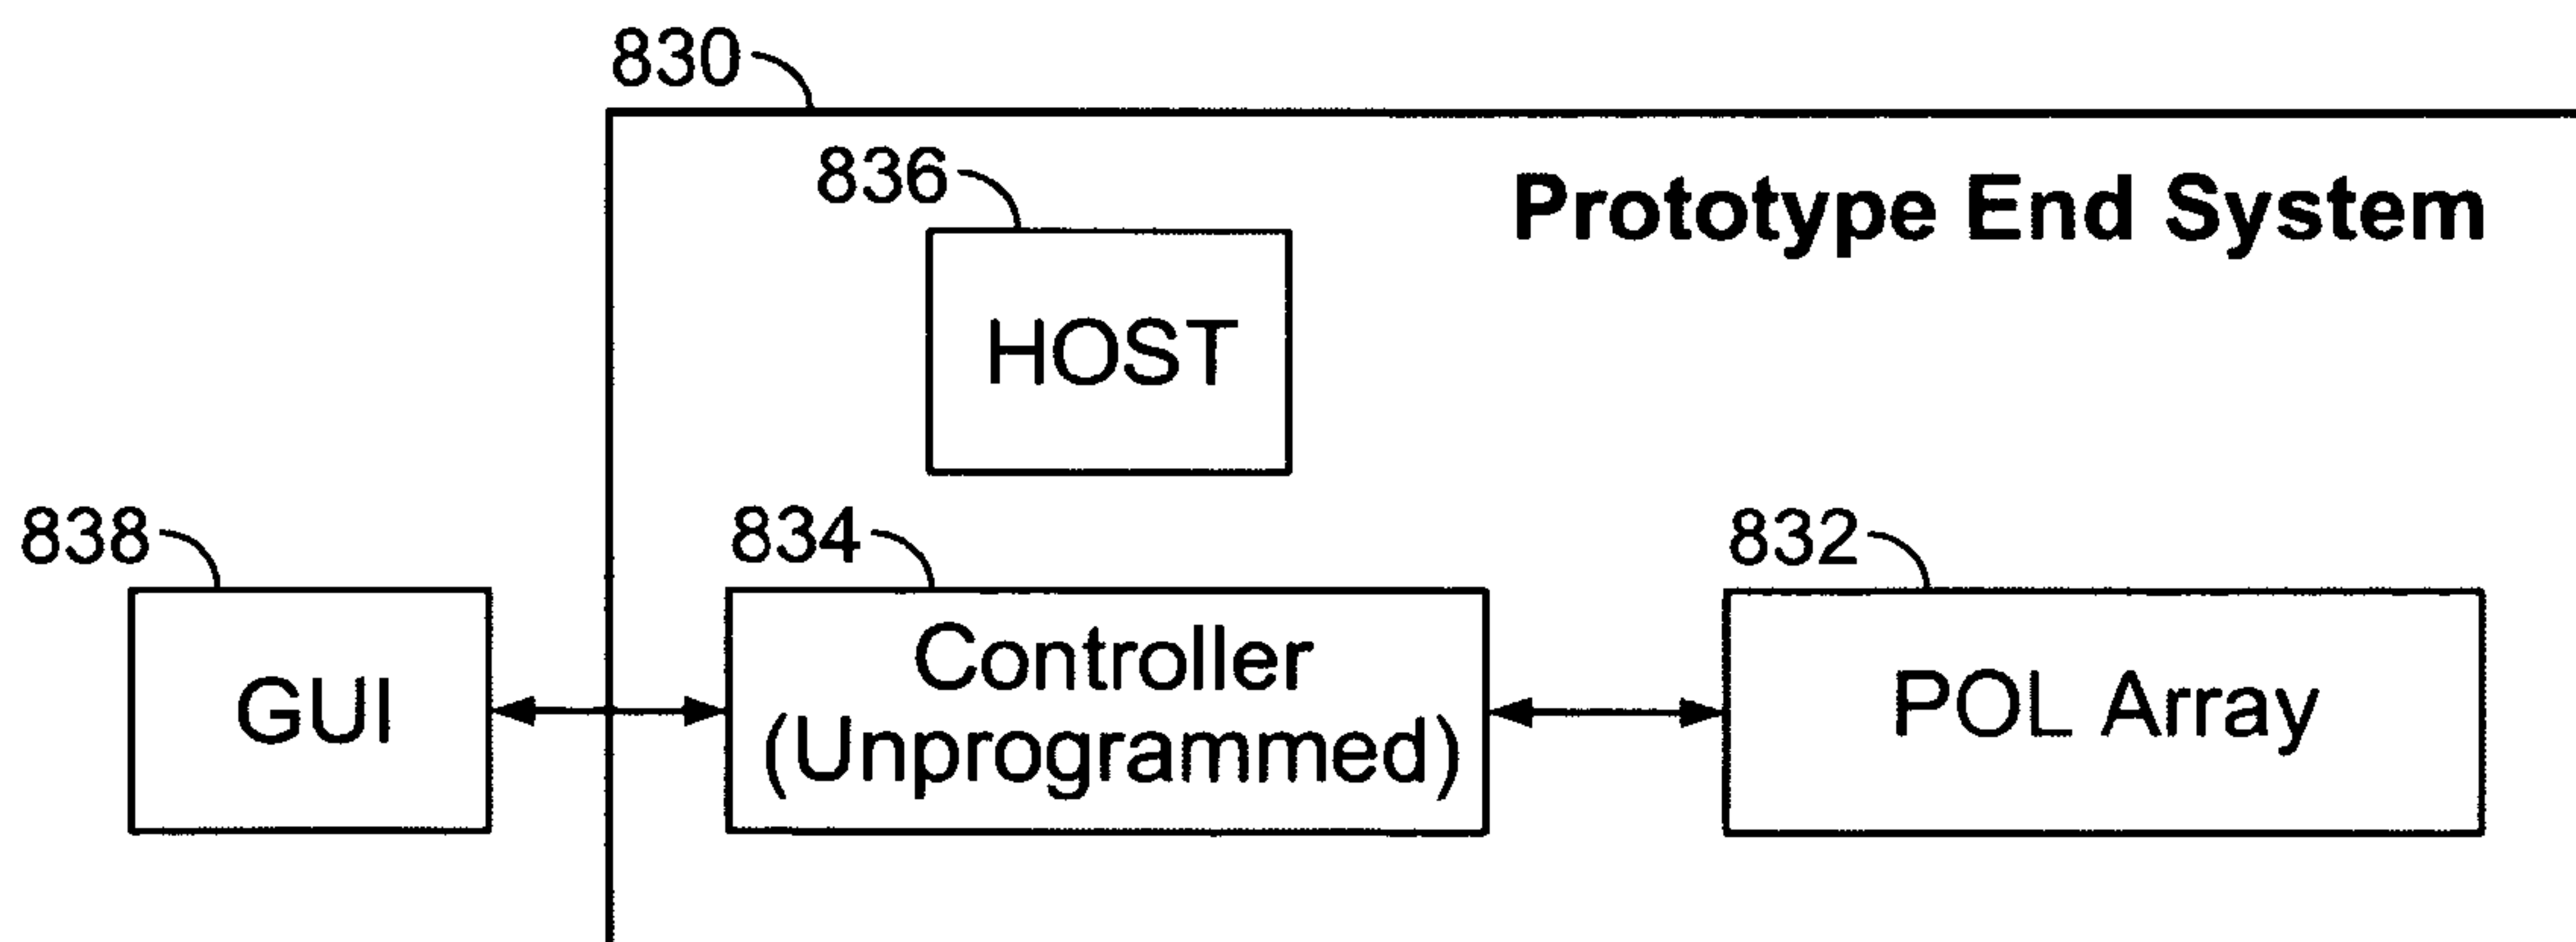 830
836
Prototype End System
HOST
838
834
832
GUI
Controller
(Unprogrammed)
POL Array